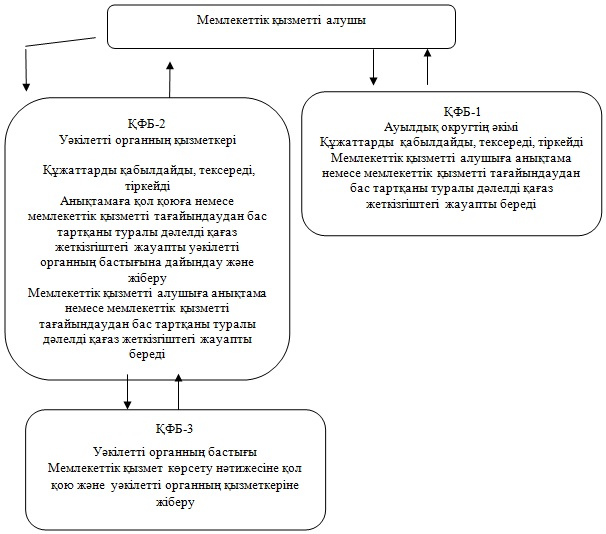 Мемлекеттік қызметті алушы
ҚФБ-2
Уәкілетті органның қызметкері
Құжаттарды қабылдайды, тексереді,
тіркейді
Анықтамаға қол қоюға немесе
мемлекеттік қызметті тағайындаудан бас
тартқаны туралы дәлелді қағаз
жеткізгіштегі жауапты уәкілетті
органның бастығына дайындау және
жіберу
Мемлекеттік қызметті алушыға анықтама
немесе мемлекеттік қызметті
тағайындаудан бас тартқаны туралы
дәлелді қағаз жеткізгіштегі жауапты
береді
ҚФБ-1
Ауылдық округтің әкімі
Құжаттарды қабылдайды, тексереді, тіркейді
Мемлекеттік қызметті алушыға анықтама
немесе мемлекеттік қызметті тағайындаудан
бас тартқаны туралы дәлелді қағаз
жеткізгіштегі жауапты береді
ҚФБ-3
Уәкілетті органның бастығы
Мемлекеттік қызмет көрсету нәтижесіне қол
қою және уәкілетті органның қызметкеріне
жіберу